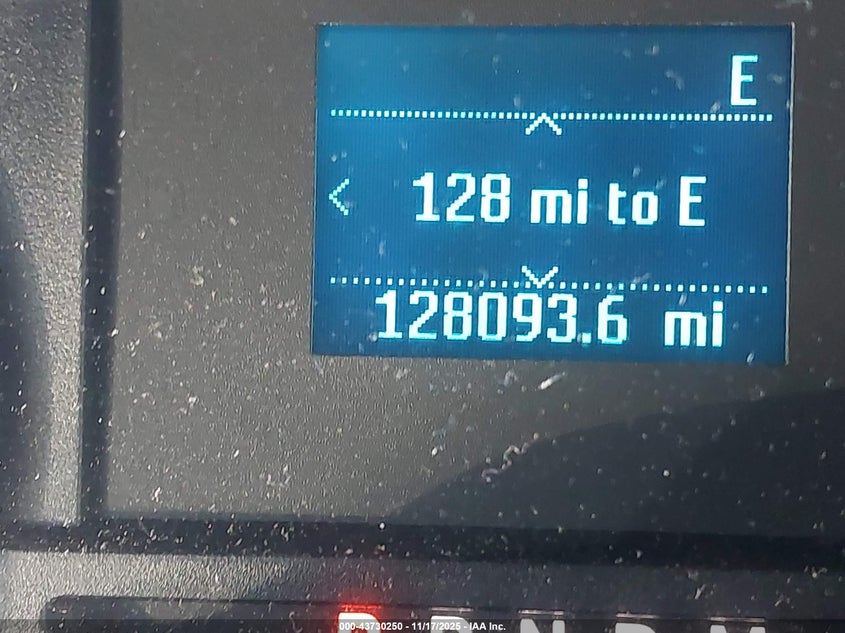 E
128 mi to E
128093.6 mi
P R N D M
000-43730250 - 11/17/2025 - IAA Inc.